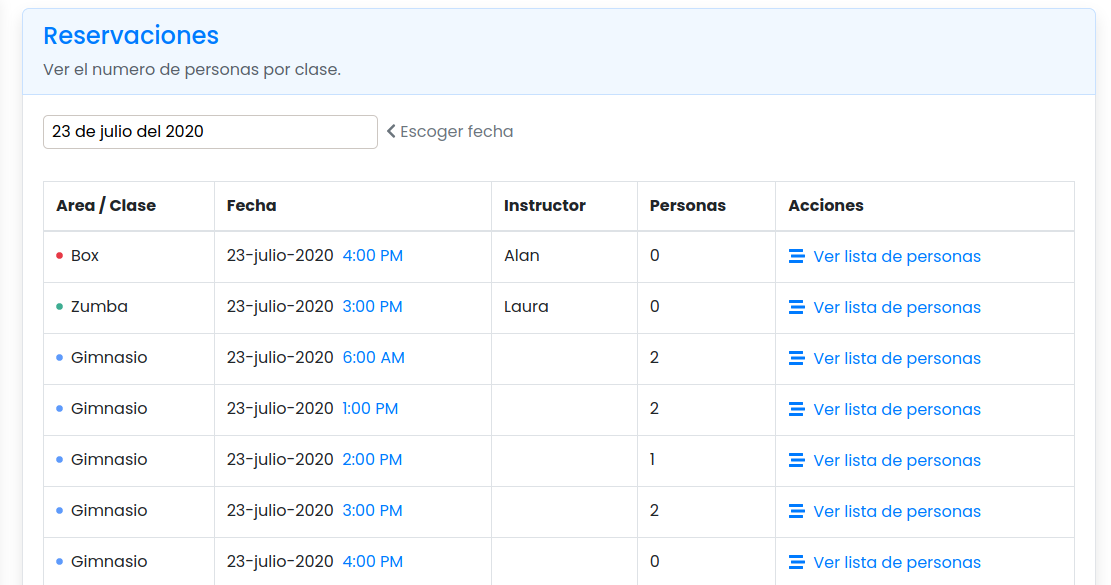 Reservaciones
Ver el numero de personas por clase.
23 de julio del 2020 Escoger fecha
Area / Clase Fecha Instructor Personas Acciones
Box 23-julio-2020 4:00 PM Alan 0 Ver lista de personas
Zumba 23-julio-2020 3:00 PM Laura 0 Ver lista de personas
Gimnasio 23-julio-2020 6:00 AM 2 Ver lista de personas
Gimnasio 23-julio-2020 1:00 PM 2 Ver lista de personas
Gimnasio 23-julio-2020 2:00 PM 1 Ver lista de personas
Gimnasio 23-julio-2020 3:00 PM 2 Ver lista de personas
Gimnasio 23-julio-2020 4:00 PM 0 Ver lista de personas